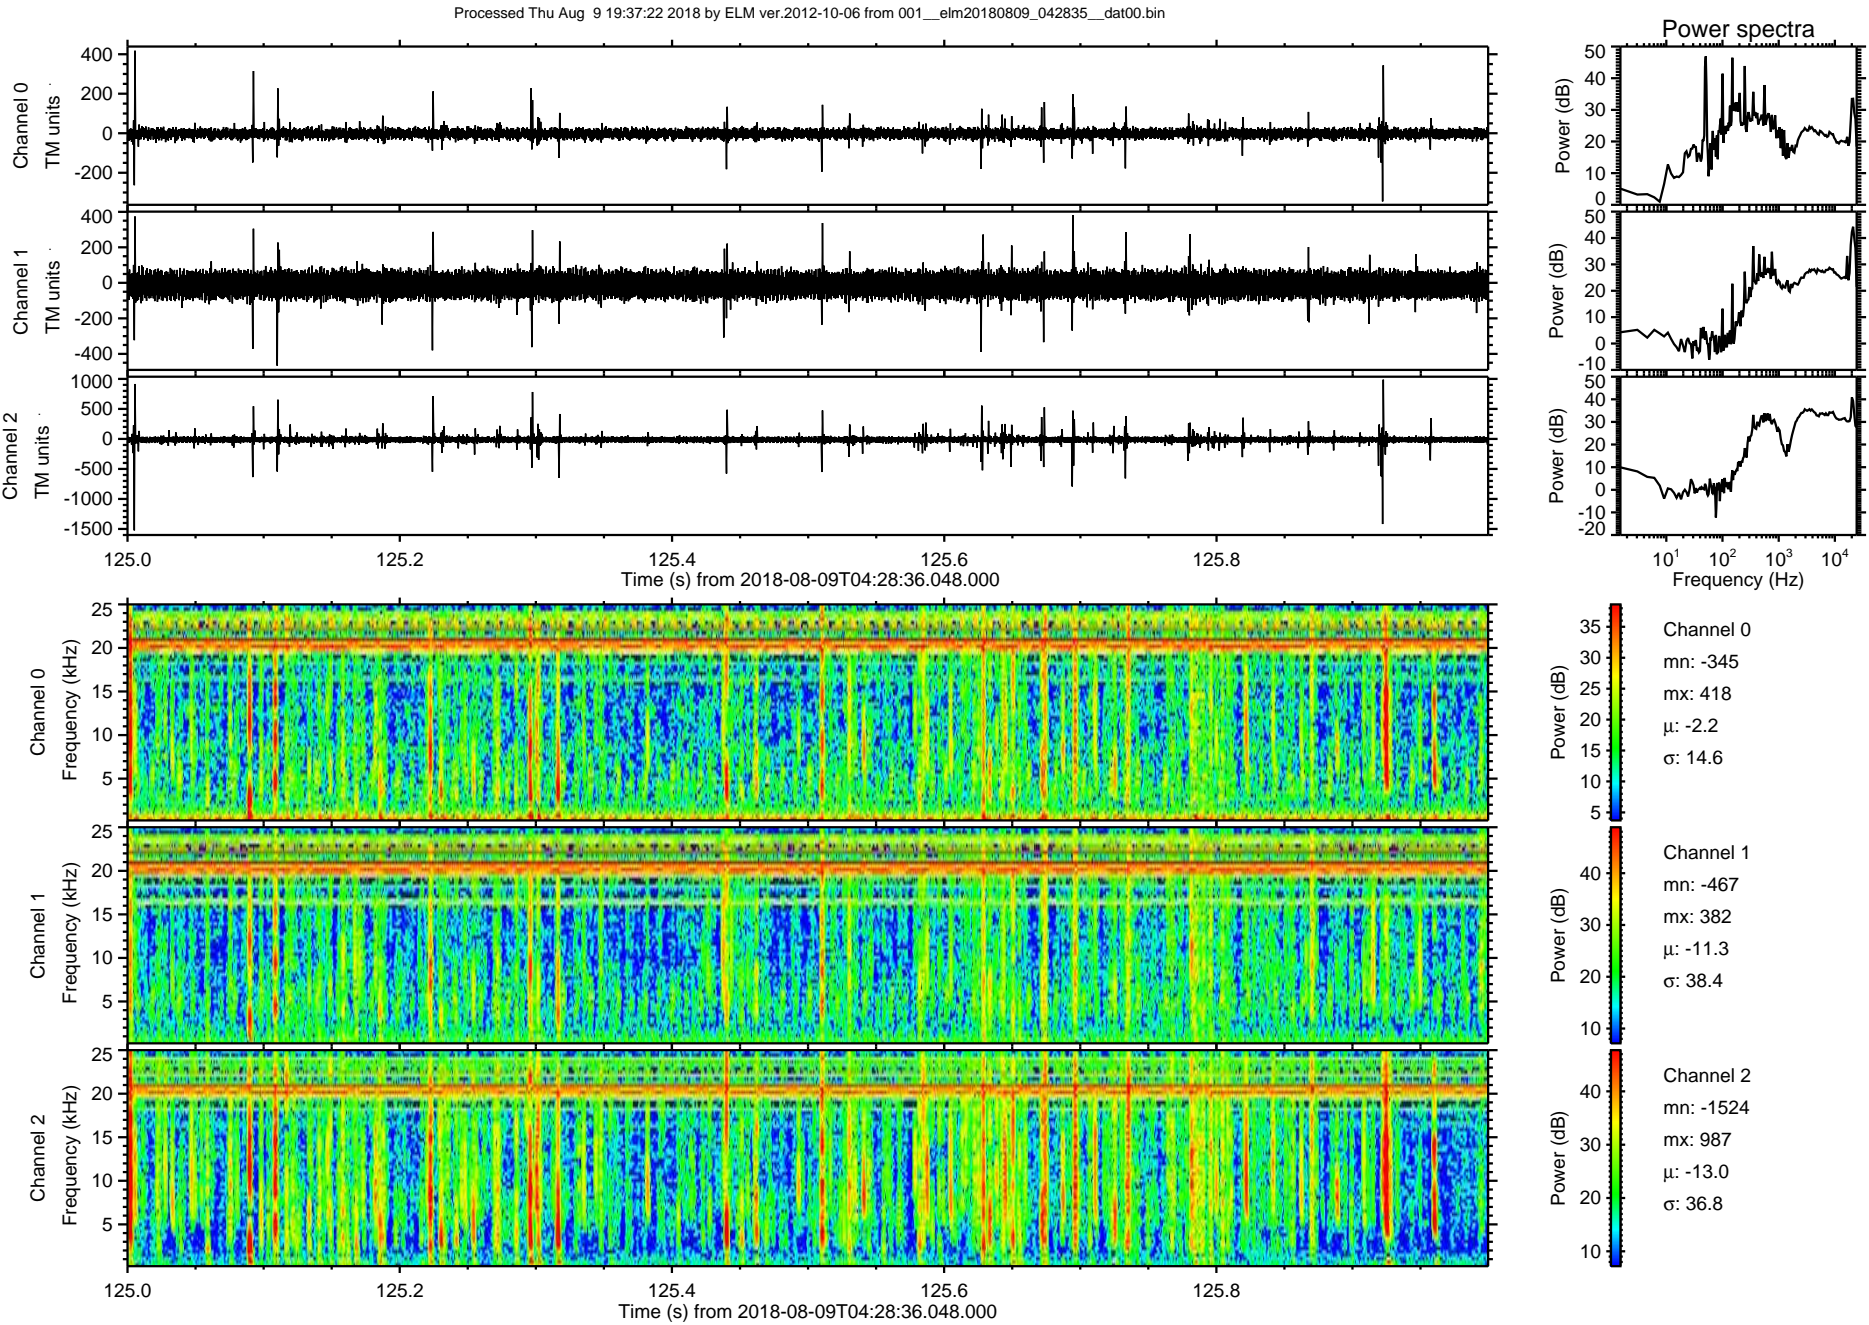 Processed Thu Aug  9 19:37:22 2018 by ELM ver.2012-10-06 from 001__elm20180809_042835__dat00.bin
Power spectra
Channel 0
TM units
400
200
0
-200
Power (dB)
50
40
30
20
10
0
Channel 1
TM units
400
200
0
-200
-400
Power (dB)
50
40
30
20
10
0
-10
Channel 2
TM units
1000
500
0
-500
-1000
-1500
Power (dB)
50
40
30
20
10
0
-10
-20
125.0 125.2 125.4 125.6 125.8
Time (s) from 2018-08-09T04:28:36.048.000
10^1 10^2 10^3 10^4
Frequency (Hz)
Channel 0
Frequency (kHz)
25
20
15
10
5
Power (dB)
35
30
25
20
15
10
5
Channel 0
mn: -345
mx: 418
μ: -2.2
σ: 14.6
Channel 1
Frequency (kHz)
25
20
15
10
5
Power (dB)
40
30
20
10
Channel 1
mn: -467
mx: 382
μ: -11.3
σ: 38.4
Channel 2
Frequency (kHz)
25
20
15
10
5
Power (dB)
40
30
20
10
Channel 2
mn: -1524
mx: 987
μ: -13.0
σ: 36.8
125.0 125.2 125.4 125.6 125.8
Time (s) from 2018-08-09T04:28:36.048.000